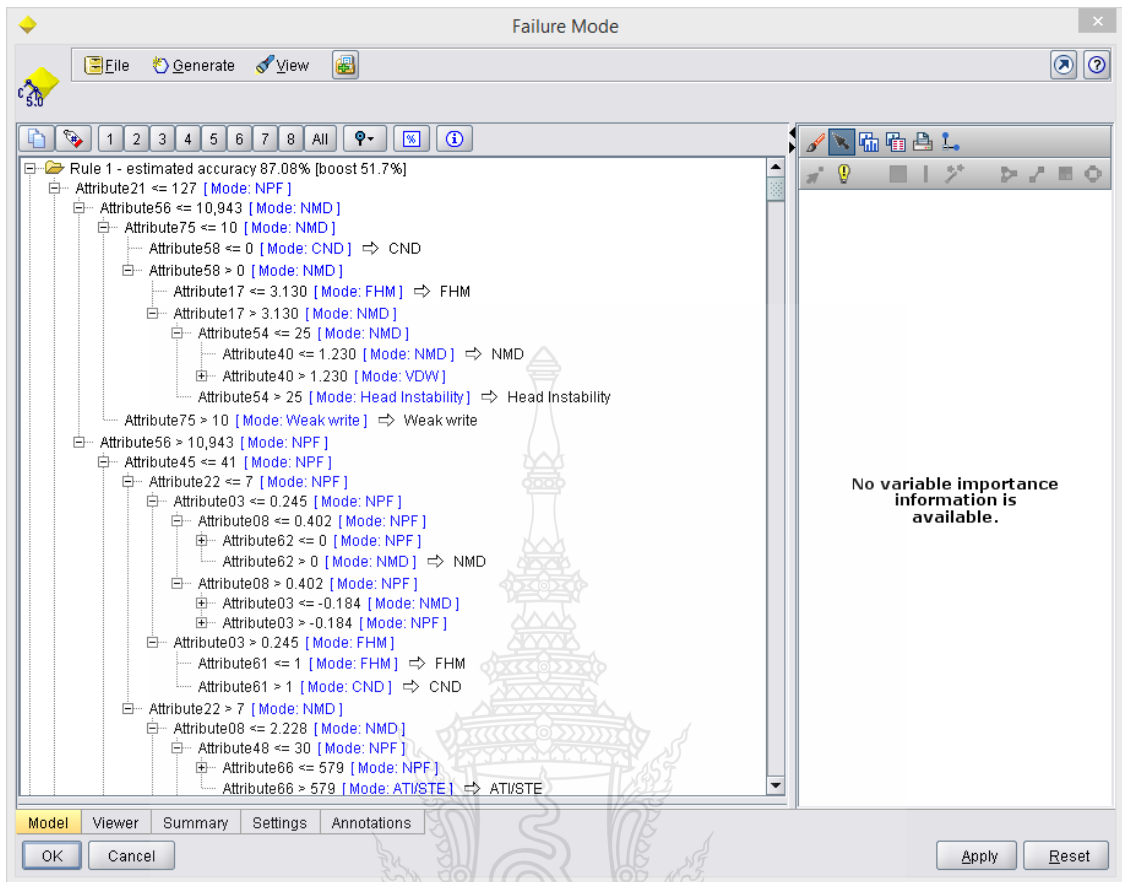 Failure Mode
File Generate View
C5.0
1 2 3 4 5 6 7 8 All %
Rule 1 - estimated accuracy 87.08% [boost 51.7%]
Attribute21 <= 127 [ Mode: NPF ]
Attribute56 <= 10,943 [ Mode: NMD ]
Attribute75 <= 10 [ Mode: NMD ]
Attribute58 <= 0 [ Mode: CND ] ⇨ CND
Attribute58 > 0 [ Mode: NMD ]
Attribute17 <= 3.130 [ Mode: FHM ] ⇨ FHM
Attribute17 > 3.130 [ Mode: NMD ]
Attribute54 <= 25 [ Mode: NMD ]
Attribute40 <= 1.230 [ Mode: NMD ] ⇨ NMD
Attribute40 > 1.230 [ Mode: VDW ]
Attribute54 > 25 [ Mode: Head Instability ] ⇨ Head Instability
Attribute75 > 10 [ Mode: Weak write ] ⇨ Weak write
Attribute56 > 10,943 [ Mode: NPF ]
Attribute45 <= 41 [ Mode: NPF ]
Attribute22 <= 7 [ Mode: NPF ]
Attribute03 <= 0.245 [ Mode: NPF ]
Attribute08 <= 0.402 [ Mode: NPF ]
Attribute62 <= 0 [ Mode: NPF ]
Attribute62 > 0 [ Mode: NMD ] ⇨ NMD
Attribute08 > 0.402 [ Mode: NPF ]
Attribute03 <= -0.184 [ Mode: NMD ]
Attribute03 > -0.184 [ Mode: NPF ]
Attribute03 > 0.245 [ Mode: FHM ]
Attribute61 <= 1 [ Mode: FHM ] ⇨ FHM
Attribute61 > 1 [ Mode: CND ] ⇨ CND
Attribute22 > 7 [ Mode: NMD ]
Attribute08 <= 2.228 [ Mode: NMD ]
Attribute48 <= 30 [ Mode: NPF ]
Attribute66 <= 579 [ Mode: NPF ]
Attribute66 > 579 [ Mode: ATI/STE ] ⇨ ATI/STE
No variable importance
information is
available.
Model Viewer Summary Settings Annotations
OK Cancel Apply Reset